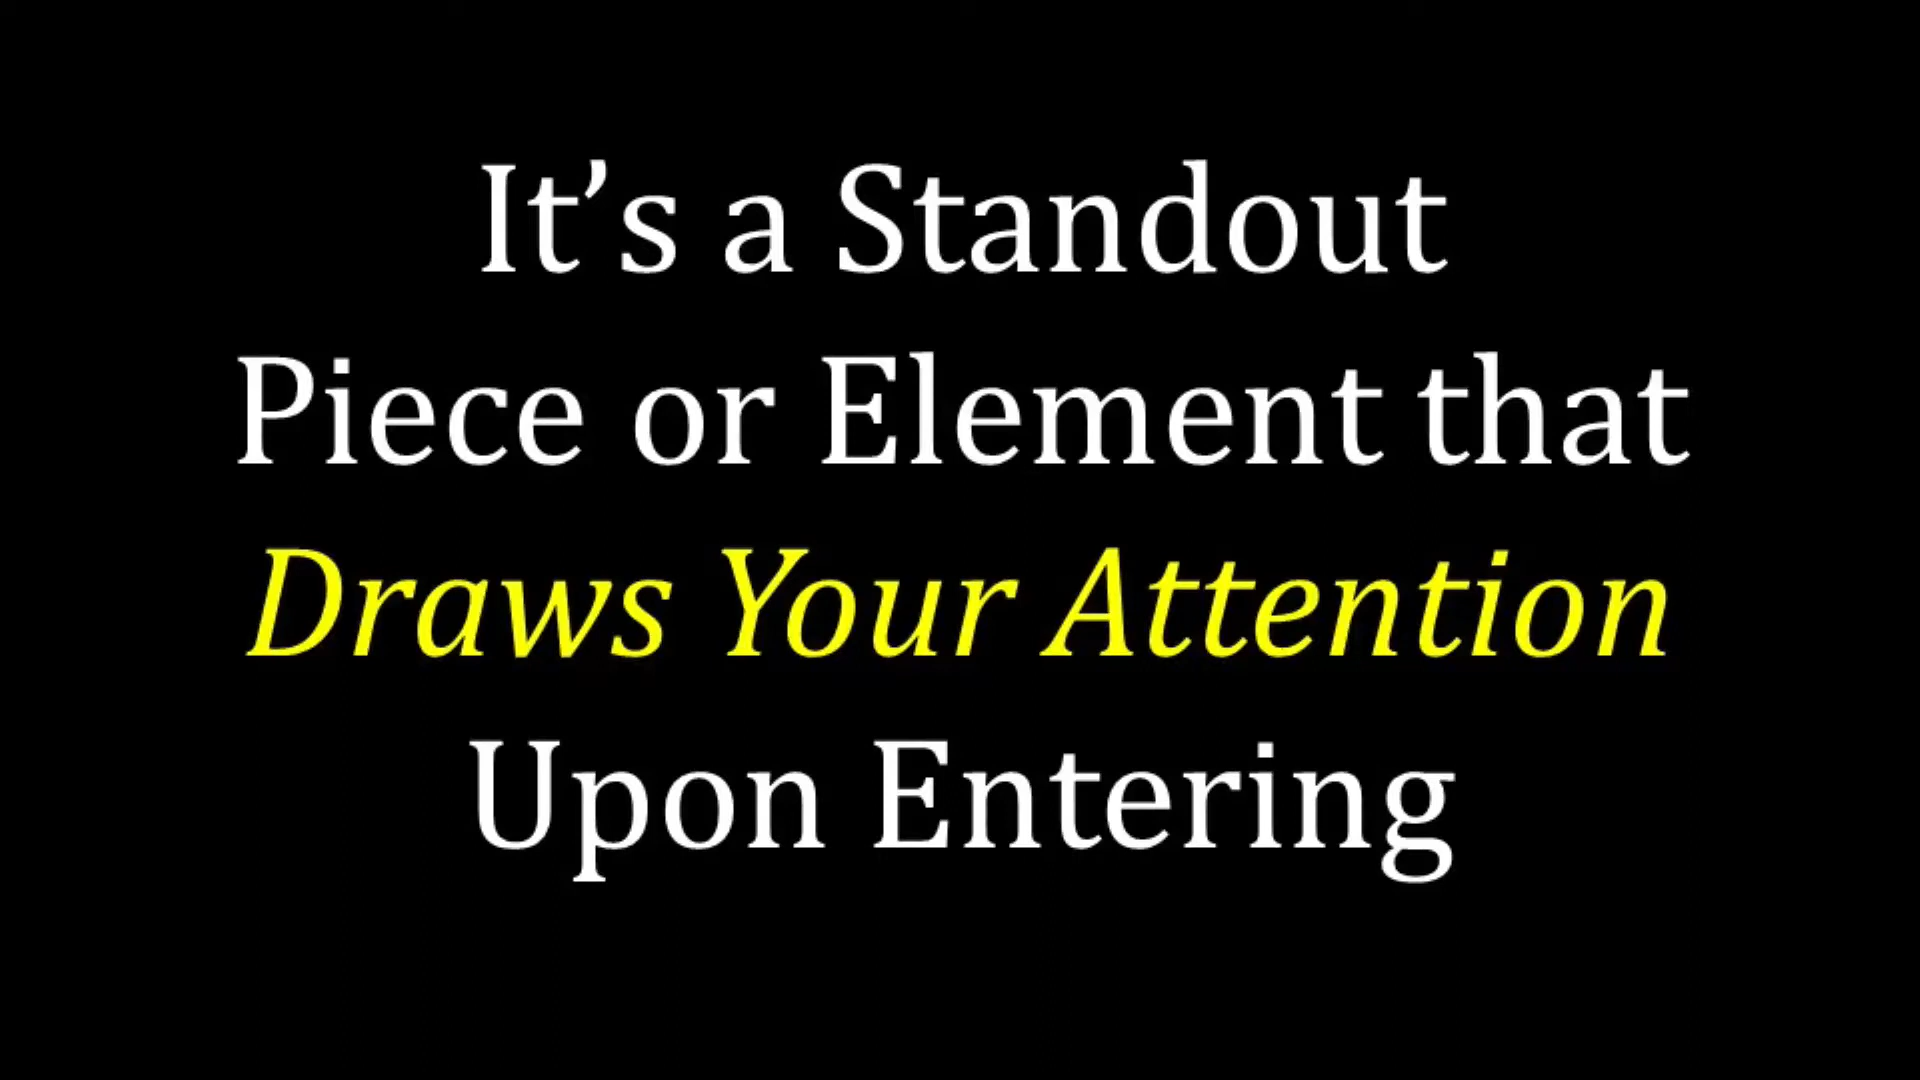 It’s a Standout
Piece or Element that
Draws Your Attention
Upon Entering